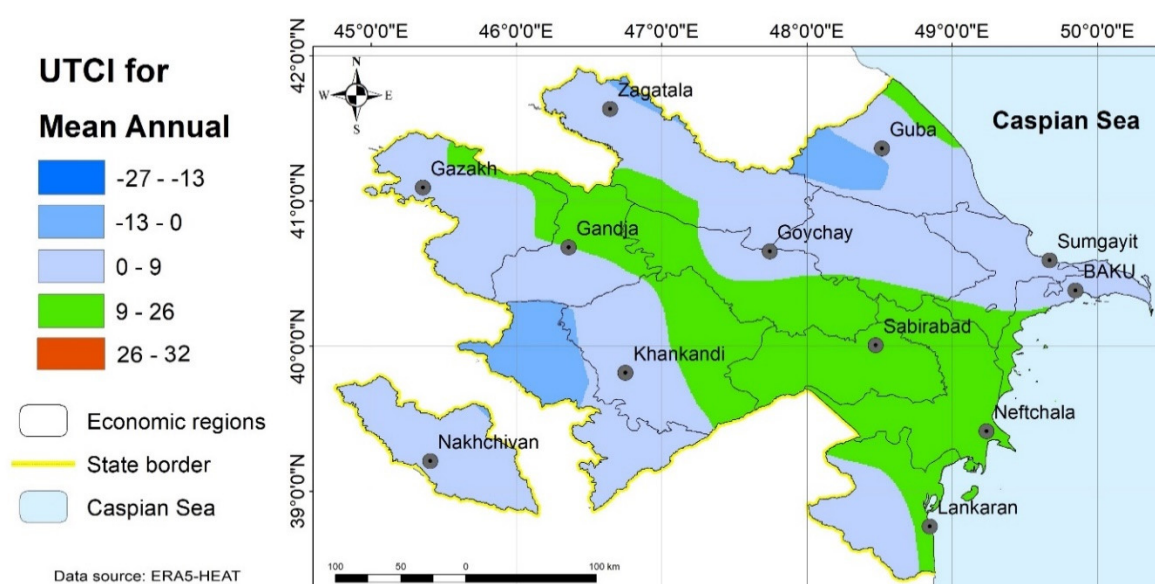 UTCI for
Mean Annual
-27 - -13
-13 - 0
0 - 9
9 - 26
26 - 32
Economic regions
State border
Caspian Sea
Data source: ERA5-HEAT
45°0'0"N 46°0'0"N 47°0'0"N 48°0'0"N 49°0'0"N 50°0'0"N
42°0'0"N
41°0'0"N
40°0'0"N
39°0'0"N
N
W E
S
Zagatala
Guba
Caspian Sea
Gazakh
Gandja
Goychay
Sumgayit
BAKU
Sabirabad
Khankandi
Neftchala
Nakhchivan
Lankaran
100 50 0 100 km